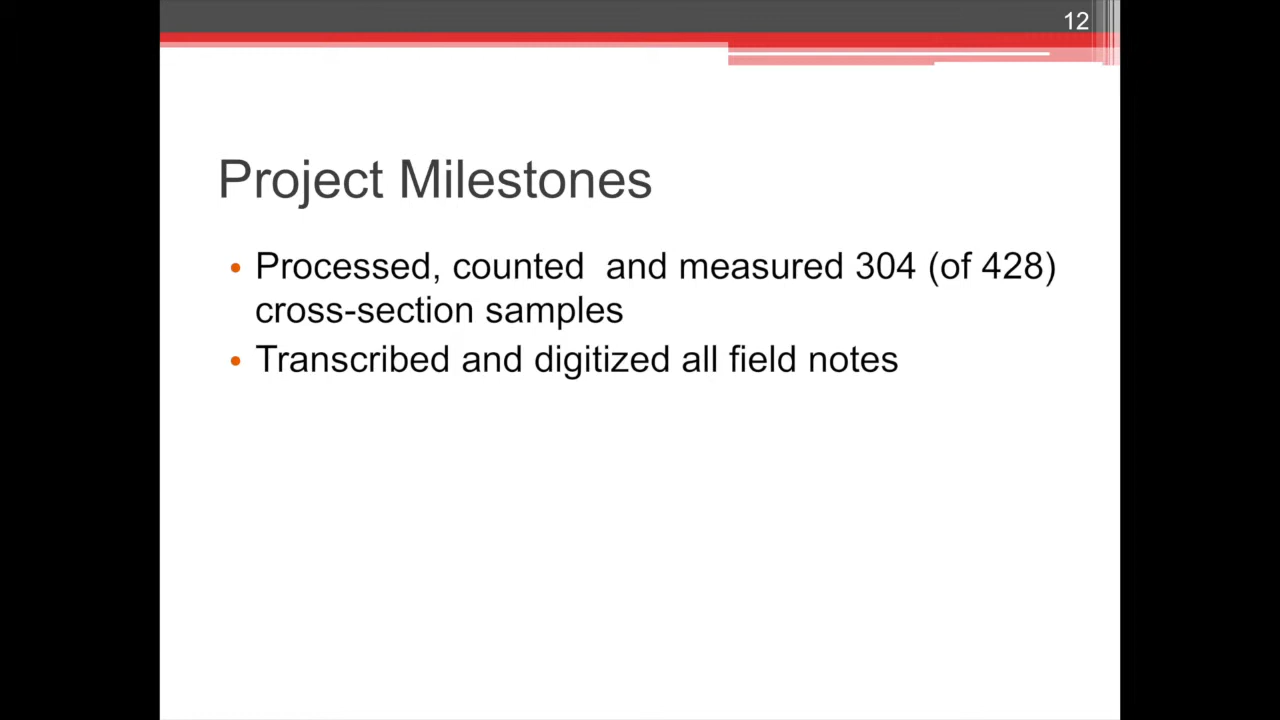 12
Project Milestones
• Processed, counted  and measured 304 (of 428)
cross-section samples
• Transcribed and digitized all field notes